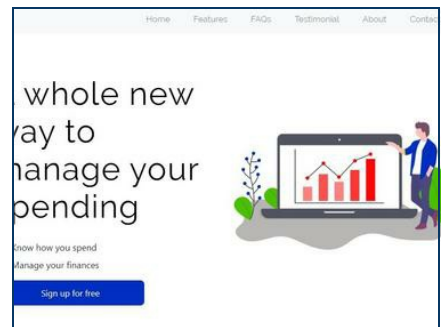 Home Features FAQs Testimonial About Contac
whole new
ay to
anage your
pending
Know how you spend
Manage your finances
Sign up for free